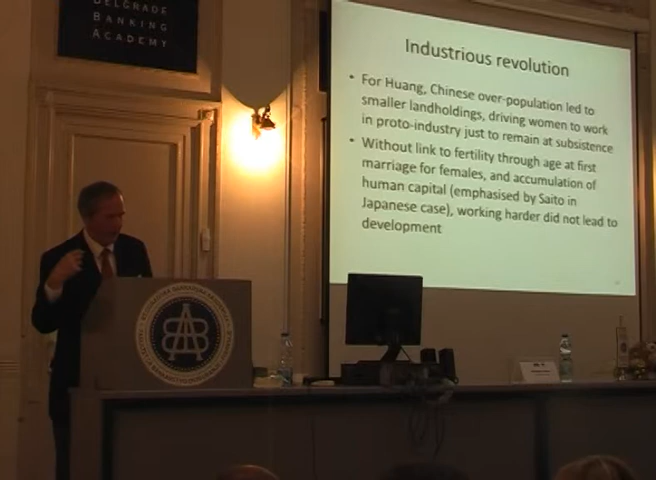 BELGRADE
BANKING
ACADEMY
Industrious revolution
• For Huang, Chinese over-population led to
smaller landholdings, driving women to work
in proto-industry just to remain at subsistence
• Without link to fertility through age at first
marriage for females, and accumulation of
human capital (emphasised by Saito in
Japanese case), working harder did not lead to
development